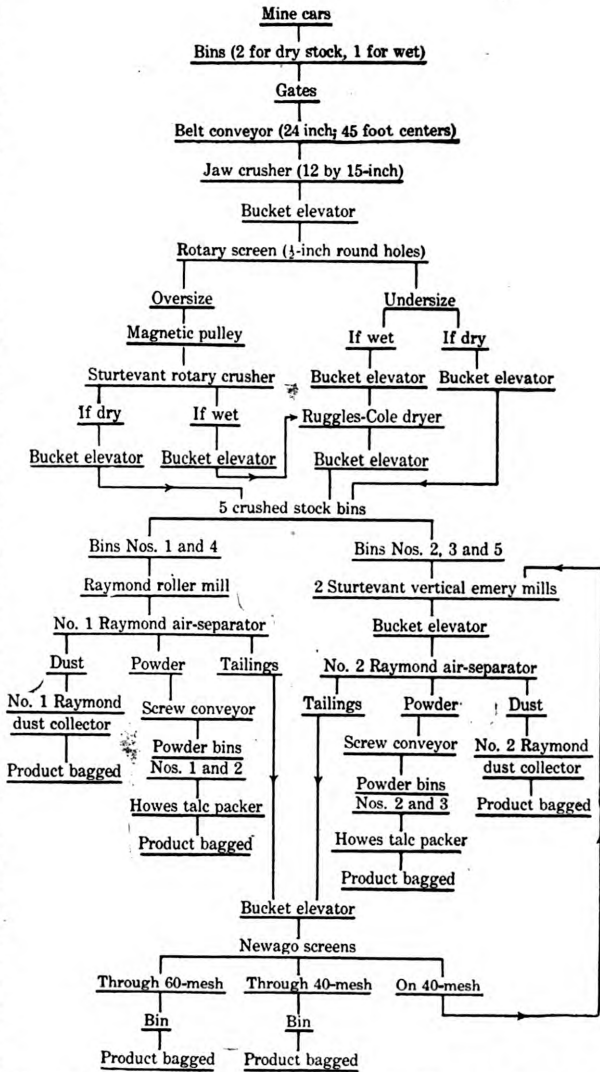 Mine cars
Bins (2 for dry stock, 1 for wet)
Gates
Belt conveyor (24 inch; 45 foot centers)
Jaw crusher (12 by 15-inch)
Bucket elevator
Rotary screen (½-inch round holes)
Oversize
Undersize
Magnetic pulley
If wet
If dry
Sturtevant rotary crusher
Bucket elevator
Bucket elevator
If dry
If wet
Ruggles-Cole dryer
Bucket elevator
Bucket elevator
Bucket elevator
5 crushed stock bins
Bins Nos. 1 and 4
Bins Nos. 2, 3 and 5
Raymond roller mill
2 Sturtevant vertical emery mills
No. 1 Raymond air-separator
Bucket elevator
Dust
Powder
Tailings
No. 2 Raymond air-separator
No. 1 Raymond
dust collector
Product bagged
Screw conveyor
Powder bins
Nos. 1 and 2
Howes talc packer
Product bagged
Tailings
Powder
Dust
Screw conveyor
Powder bins
Nos. 2 and 3
Howes talc packer
Product bagged
No. 2 Raymond
dust collector
Product bagged
Bucket elevator
Newago screens
Through 60-mesh
Through 40-mesh
On 40-mesh
Bin
Bin
Product bagged
Product bagged